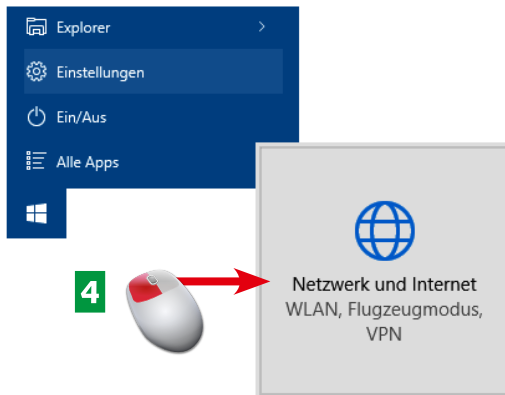 Explorer
Einstellungen
Ein/Aus
Alle Apps
4
Netzwerk und Internet
WLAN, Flugzeugmodus,
VPN